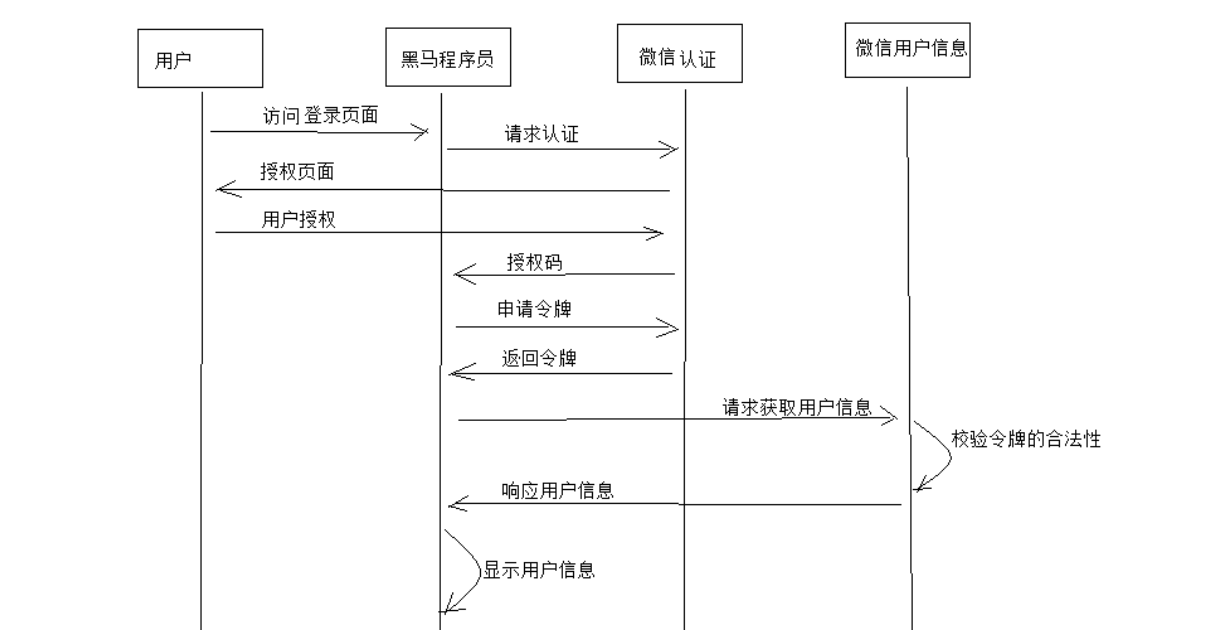 用户
黑马程序员
微信认证
微信用户信息
访问登录页面
请求认证
授权页面
用户授权
授权码
申请令牌
返回令牌
请求获取用户信息
校验令牌的合法性
响应用户信息
显示用户信息